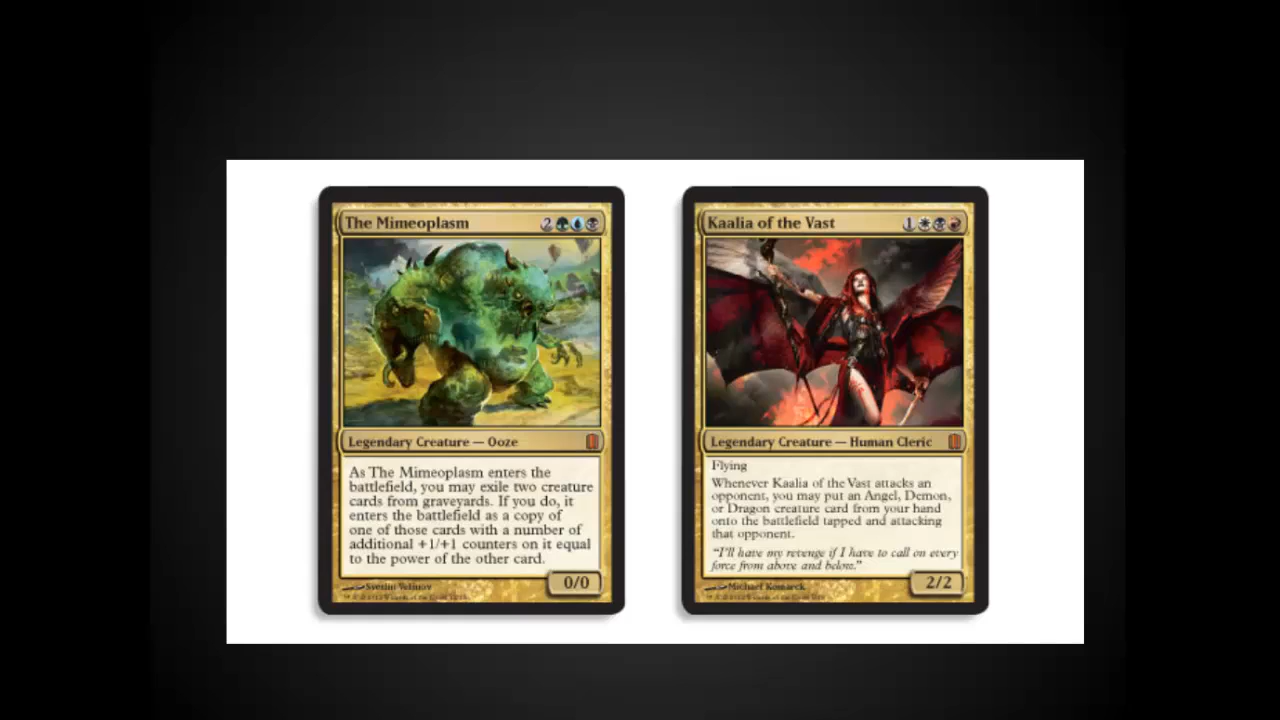 The Mimeoplasm
2
Legendary Creature — Ooze
As The Mimeoplasm enters the
battlefield, you may exile two creature
cards from graveyards. If you do, it
enters the battlefield as a copy of
one of those cards with a number of
additional +1/+1 counters on it equal
to the power of the other card.
0/0
Kaalia of the Vast
1
Legendary Creature — Human Cleric
Flying
Whenever Kaalia of the Vast attacks an
opponent, you may put an Angel, Demon,
or Dragon creature card from your hand
onto the battlefield tapped and attacking
that opponent.
“I'll have my revenge if I have to call on every
force from above and below.”
2/2
Michael Komarck